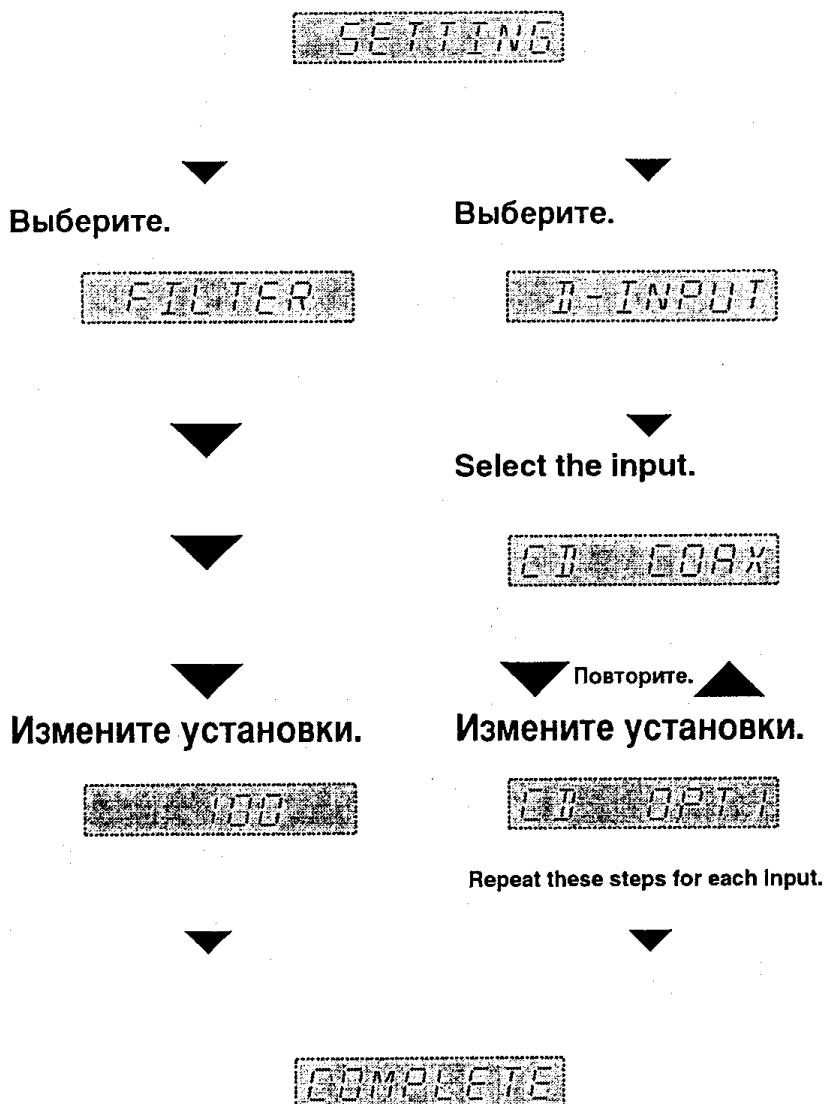 SETTING
Выберите.
FILTER
Измените установки.
100
Выберите.
D-INPUT
Select the input.
CD COAX
Повторите.
Измените установки.
CD OPT1
Repeat these steps for each input.
COMPLETE